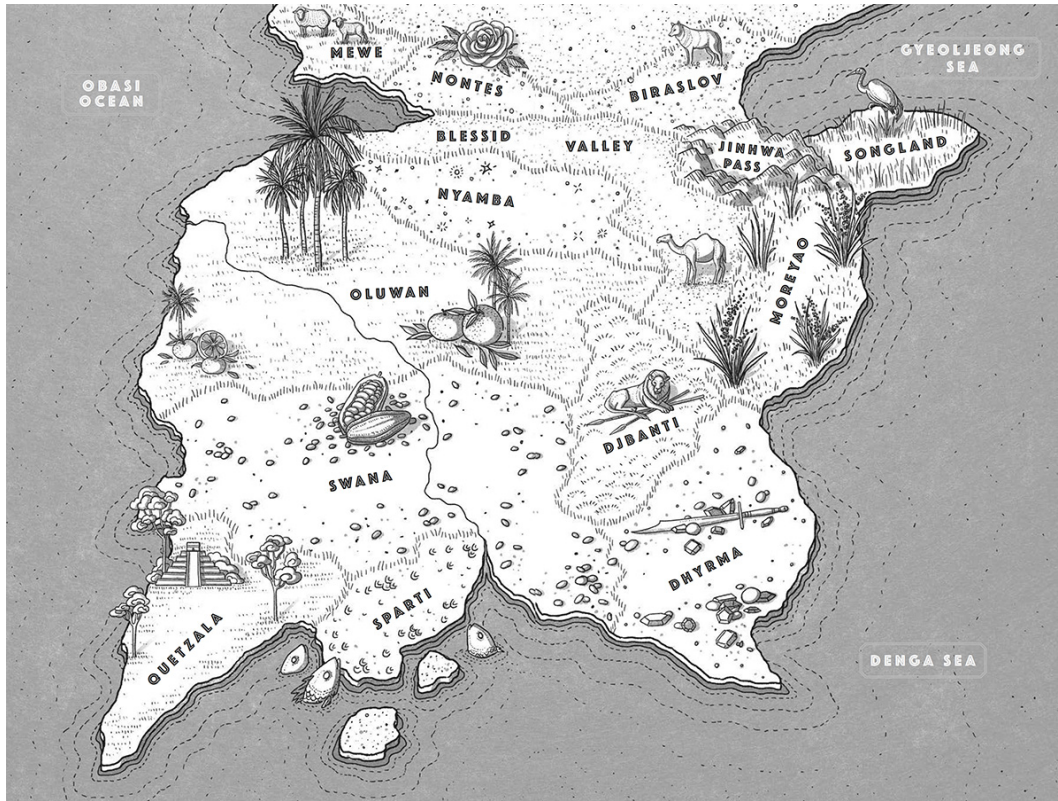 MEWE
NONTES
BIRASLOV
GYEOLJEONG
SEA
OBASI
OCEAN
BLESSID
VALLEY
JINHWA
PASS
SONGLAND
NYAMBA
MOREYAO
OLUWAN
DJBANTI
SWANA
DHYRMA
SPARTI
QUETZALA
DENGA SEA